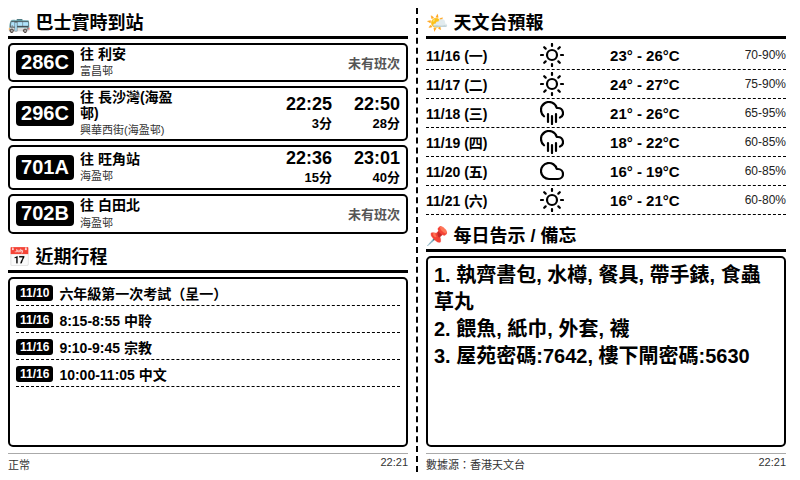 巴士實時到站
286C 往 利安 未有班次
富昌邨
296C 往 長沙灣(海盈邨) 22:25 22:50
興華西街(海盈邨) 3分 28分
701A 往 旺角站 22:36 23:01
海盈邨 15分 40分
702B 往 白田北 未有班次
海盈邨
近期行程
11/10 六年級第一次考試（呈一）
11/16 8:15-8:55 中聆
11/16 9:10-9:45 宗教
11/16 10:00-11:05 中文
正常 22:21
天文台預報
11/16 (一) 23° - 26°C 70-90%
11/17 (二) 24° - 27°C 75-90%
11/18 (三) 21° - 26°C 65-95%
11/19 (四) 18° - 22°C 60-85%
11/20 (五) 16° - 19°C 60-85%
11/21 (六) 16° - 21°C 60-80%
每日告示 / 備忘
1. 執齊書包, 水樽, 餐具, 帶手錶, 食蟲
草丸
2. 餵魚, 紙巾, 外套, 襪
3. 屋苑密碼:7642, 樓下閘密碼:5630
數據源：香港天文台 22:21